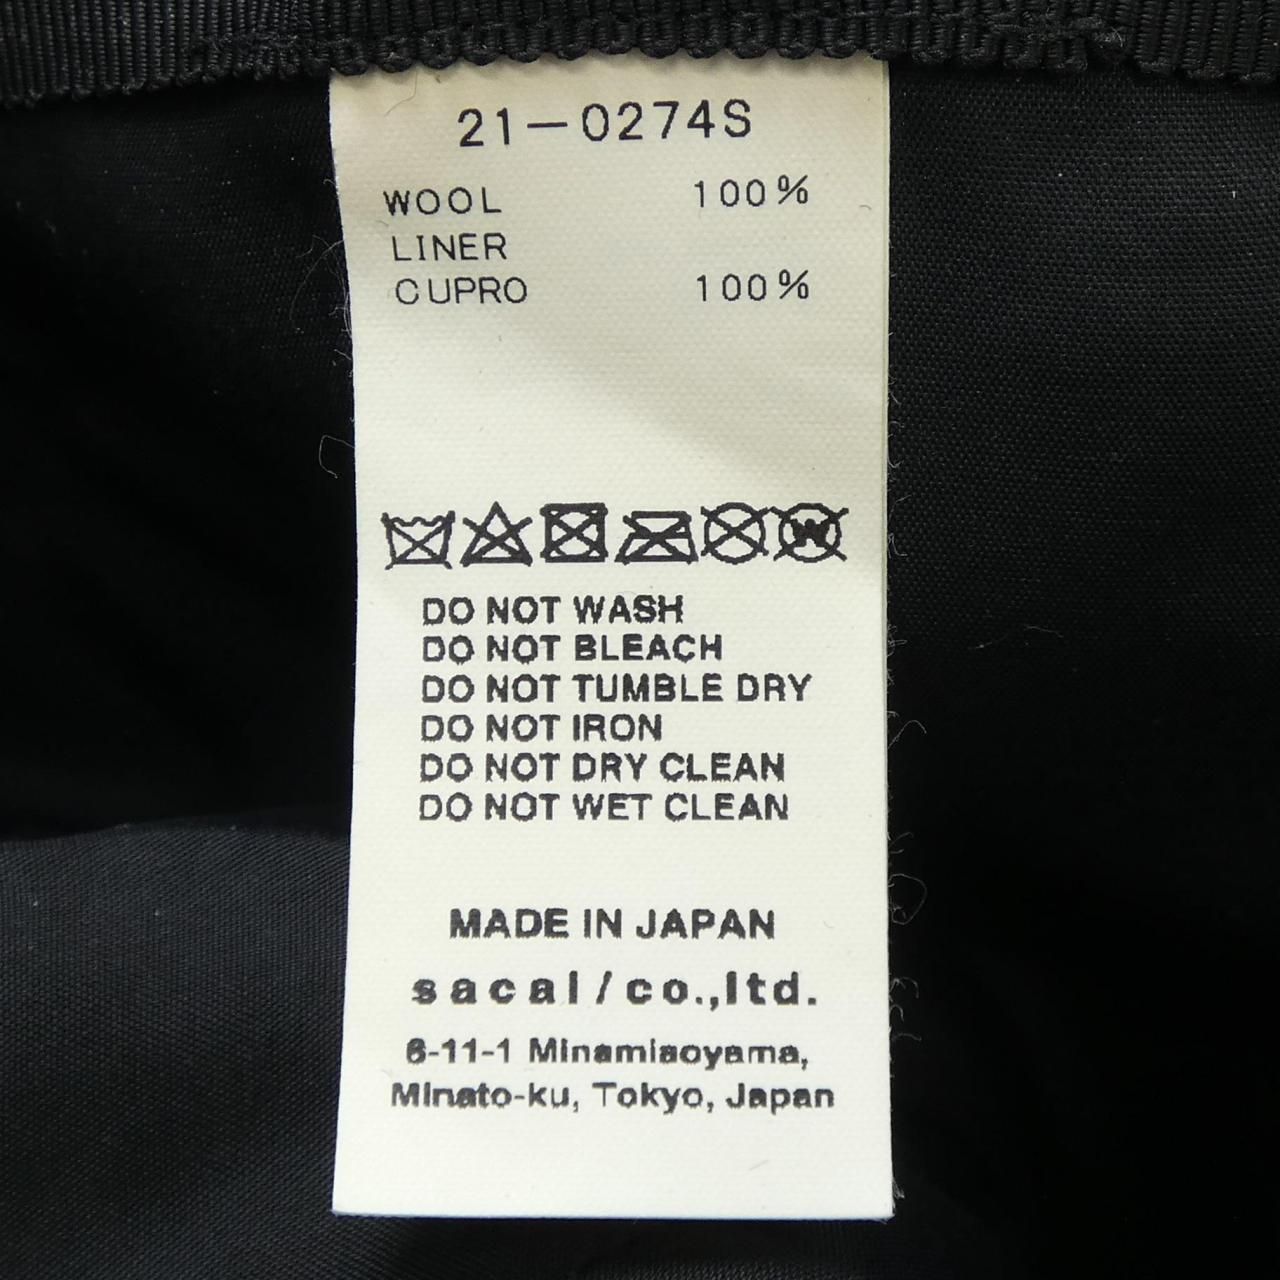 21-0274S
WOOL 100%
LINER
CUPRO 100%
W
DO NOT WASH
DO NOT BLEACH
DO NOT TUMBLE DRY
DO NOT IRON
DO NOT DRY CLEAN
DO NOT WET CLEAN
MADE IN JAPAN
sacai/co.,ltd.
6-11-1 Minamiaoyama,
Minato-ku, Tokyo, Japan